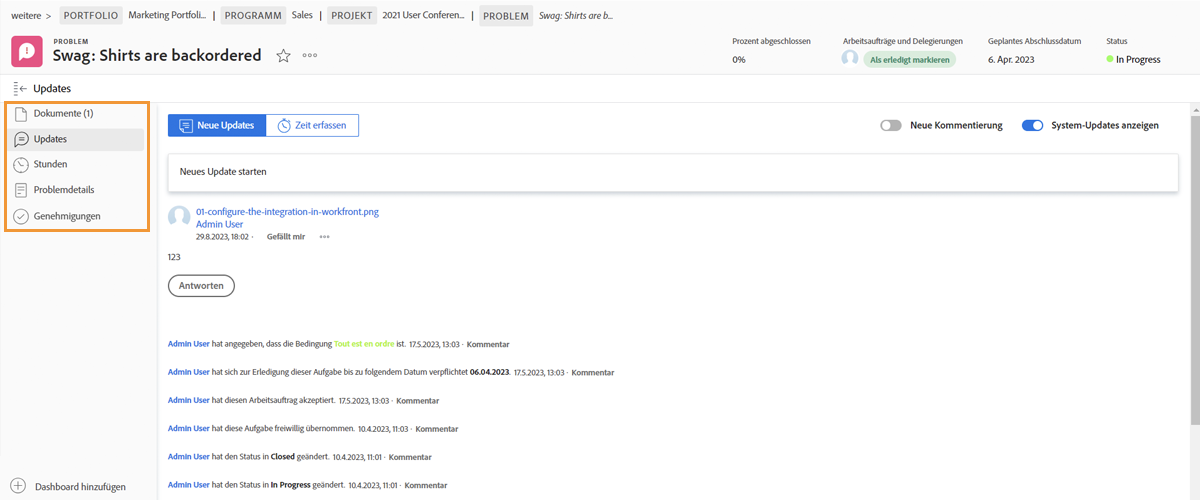 weitere > PORTFOLIO Marketing Portfoli... | PROGRAMM Sales | PROJEKT 2021 User Conferen... | PROBLEM Swag: Shirts are b...
PROBLEM
Swag: Shirts are backordered
Prozent abgeschlossen
0%
Arbeitsaufträge und Delegierungen
Als erledigt markieren
Geplantes Abschlussdatum
6. Apr. 2023
Status
In Progress
Updates
Dokumente (1)
Updates
Stunden
Problemdetails
Genehmigungen
Dashboard hinzufügen
Neue Updates Zeit erfassen
Neue Kommentierung System-Updates anzeigen
Neues Update starten
01-configure-the-integration-in-workfront.png
Admin User
29.8.2023, 18:02 · Gefällt mir
123
Antworten
Admin User hat angegeben, dass die Bedingung Tout est en ordre ist. 17.5.2023, 13:03 · Kommentar
Admin User hat sich zur Erledigung dieser Aufgabe bis zu folgendem Datum verpflichtet 06.04.2023. 17.5.2023, 13:03 · Kommentar
Admin User hat diesen Arbeitsauftrag akzeptiert. 17.5.2023, 13:03 · Kommentar
Admin User hat diese Aufgabe freiwillig übernommen. 10.4.2023, 11:03 · Kommentar
Admin User hat den Status in Closed geändert. 10.4.2023, 11:01 · Kommentar
Admin User hat den Status in In Progress geändert. 10.4.2023, 11:01 · Kommentar